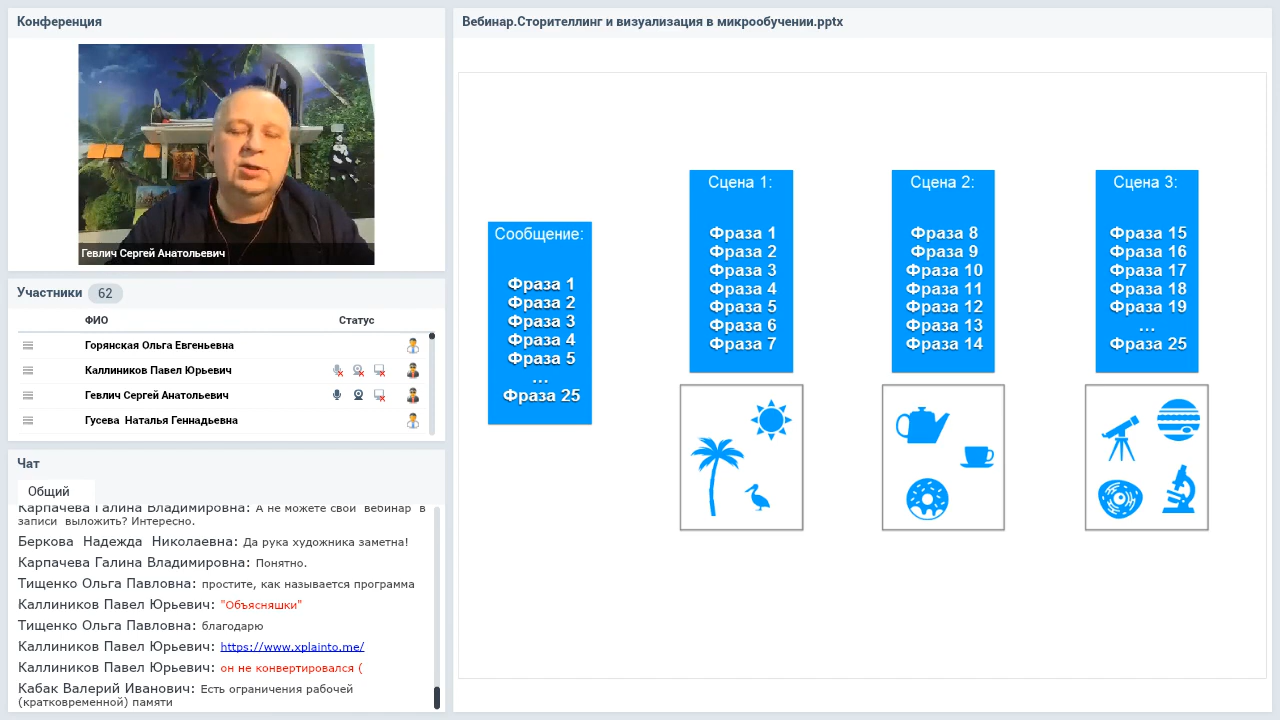 Конференция
Гевлич Сергей Анатольевич
Участники 62
ФИО Статус
Горянская Ольга Евгеньевна
Каллиников Павел Юрьевич
Гевлич Сергей Анатольевич
Гусева Наталья Геннадьевна
Чат
Общий
Карпачева Галина Владимировна: А не можете свои вебинар в
записи выложить? Интересно.
Беркова Надежда Николаевна: Да рука художника заметна!
Карпачева Галина Владимировна: Понятно.
Тищенко Ольга Павловна: простите, как называется программа
Каллиников Павел Юрьевич: "Объясняшки"
Тищенко Ольга Павловна: благодарю
Каллиников Павел Юрьевич: https://www.xplainto.me/
Каллиников Павел Юрьевич: он не конвертировался (
Кабак Валерий Иванович: Есть ограничения рабочей
(кратковременной) памяти
Вебинар.Сторителлинг и визуализация в микрообучении.pptx
Сообщение:
Фраза 1
Фраза 2
Фраза 3
Фраза 4
Фраза 5
...
Фраза 25
Сцена 1:
Фраза 1
Фраза 2
Фраза 3
Фраза 4
Фраза 5
Фраза 6
Фраза 7
Сцена 2:
Фраза 8
Фраза 9
Фраза 10
Фраза 11
Фраза 12
Фраза 13
Фраза 14
Сцена 3:
Фраза 15
Фраза 16
Фраза 17
Фраза 18
Фраза 19
...
Фраза 25